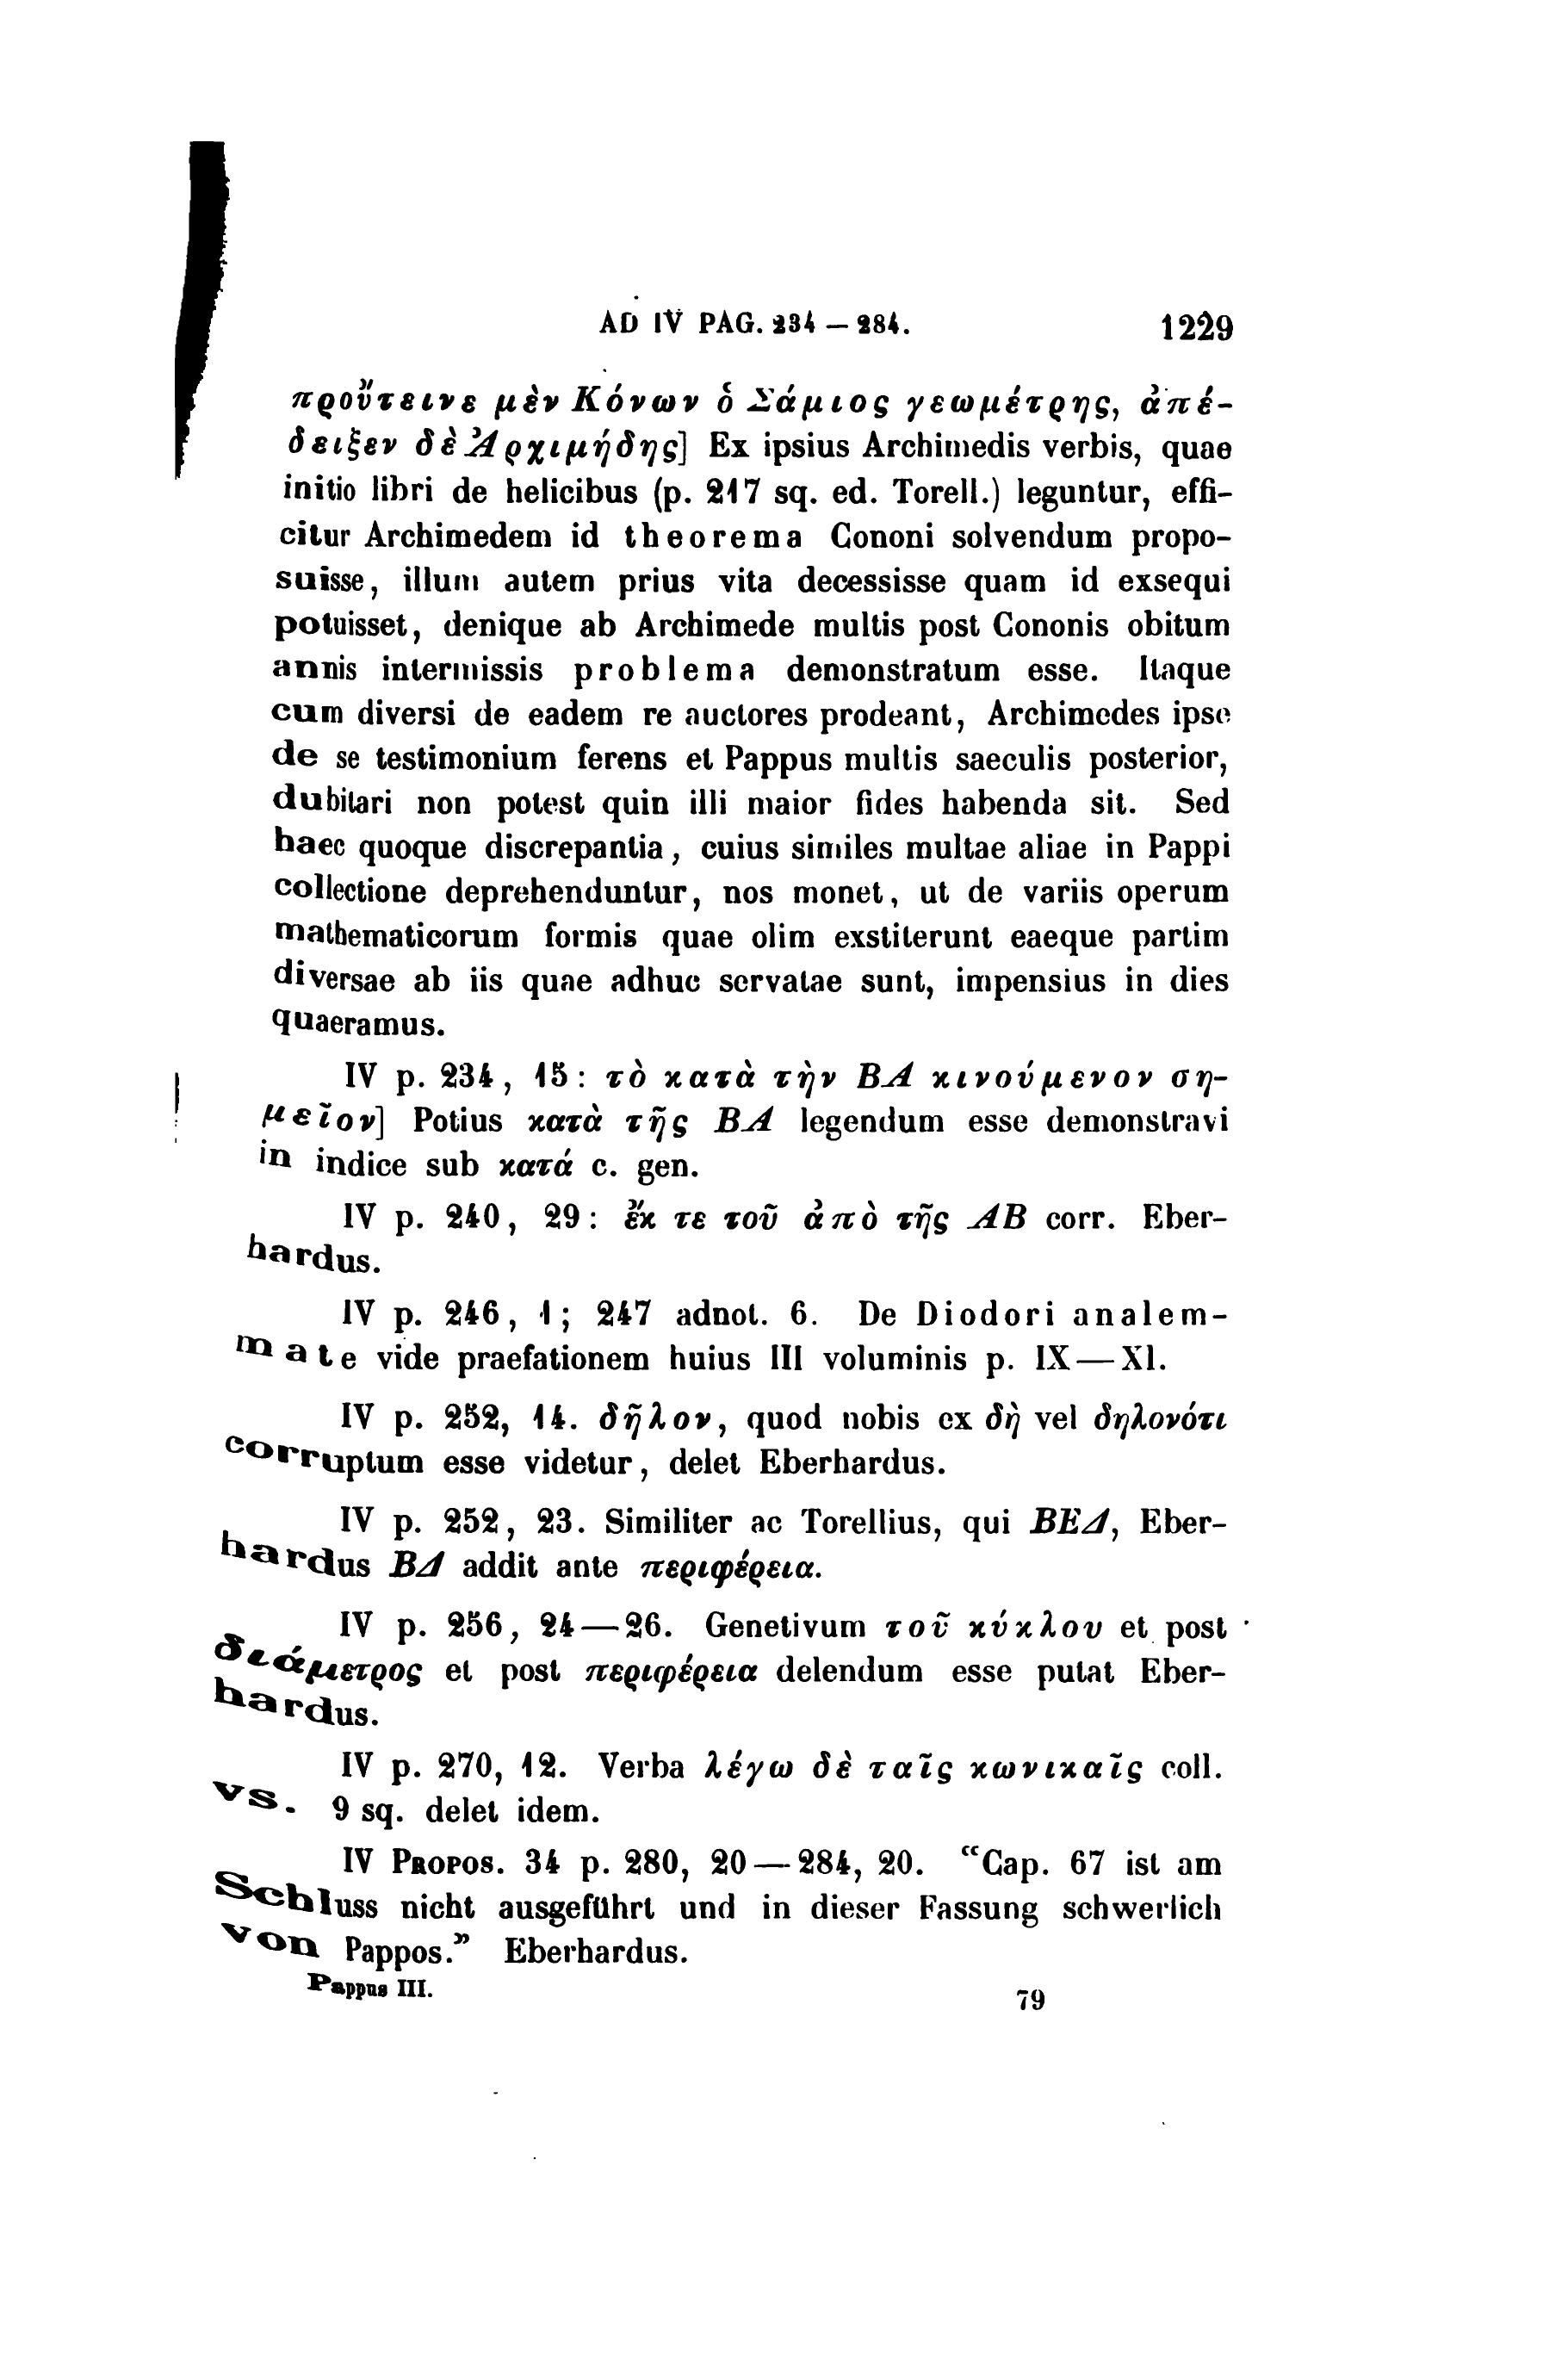 AD IV PAG. 234 — 284. 1229
προὔτεινε μὲν Κόνων ὁ Σάμιος γεωμέτρης, ἀπέ-
δειξεν δὲ Ἀρχιμήδης] Ex ipsius Archimedis verbis, quae
initio libri de helicibus (p. 217 sq. ed. Torell.) leguntur, effi-
citur Archimedem id theorema Cononi solvendum propo-
suisse, illum autem prius vita decessisse quam id exsequi
potuisset, denique ab Archimede multis post Cononis obitum
annis intermissis problema demonstratum esse. Itaque
cum diversi de eadem re auctores prodeant, Archimedes ipse
de se testimonium ferens et Pappus multis saeculis posterior,
dubitari non potest quin illi maior fides habenda sit. Sed
haec quoque discrepantia, cuius similes multae aliae in Pappi
collectione deprehenduntur, nos monet, ut de variis operum
mathematicorum formis quae olim exstiterunt eaeque partim
diversae ab iis quae adhuc servatae sunt, impensius in dies
quaeramus.
IV p. 234, 15: τὸ κατὰ τὴν ΒΑ κινούμενον ση-
μεῖον] Potius κατὰ τῆς ΒΑ legendum esse demonstravi
in indice sub κατά c. gen.
IV p. 240, 29: ἔκ τε τοῦ ἀπὸ τῆς ΑΒ corr. Eber-
hardus.
IV p. 246, 1; 247 adnot. 6. De Diodori analem-
mate vide praefationem huius III voluminis p. IX—XI.
IV p. 252, 14. δῆλον, quod nobis ex δὴ vel δηλονότι
corruptum esse videtur, delet Eberhardus.
IV p. 252, 23. Similiter ac Torellius, qui ΒΕΔ, Eber-
hardus ΒΔ addit ante περιφέρεια.
IV p. 256, 24—26. Genetivum τοῦ κύκλου et post
διάμετρος et post περιφέρεια delendum esse putat Eber-
hardus.
IV p. 270, 12. Verba λέγω δὲ ταῖς κωνικαῖς coll.
vs. 9 sq. delet idem.
IV PROPOS. 34 p. 280, 20—284, 20. “Cap. 67 ist am
Schluss nicht ausgeführt und in dieser Fassung schwerlich
von Pappos.” Eberhardus.
Pappus III. 79